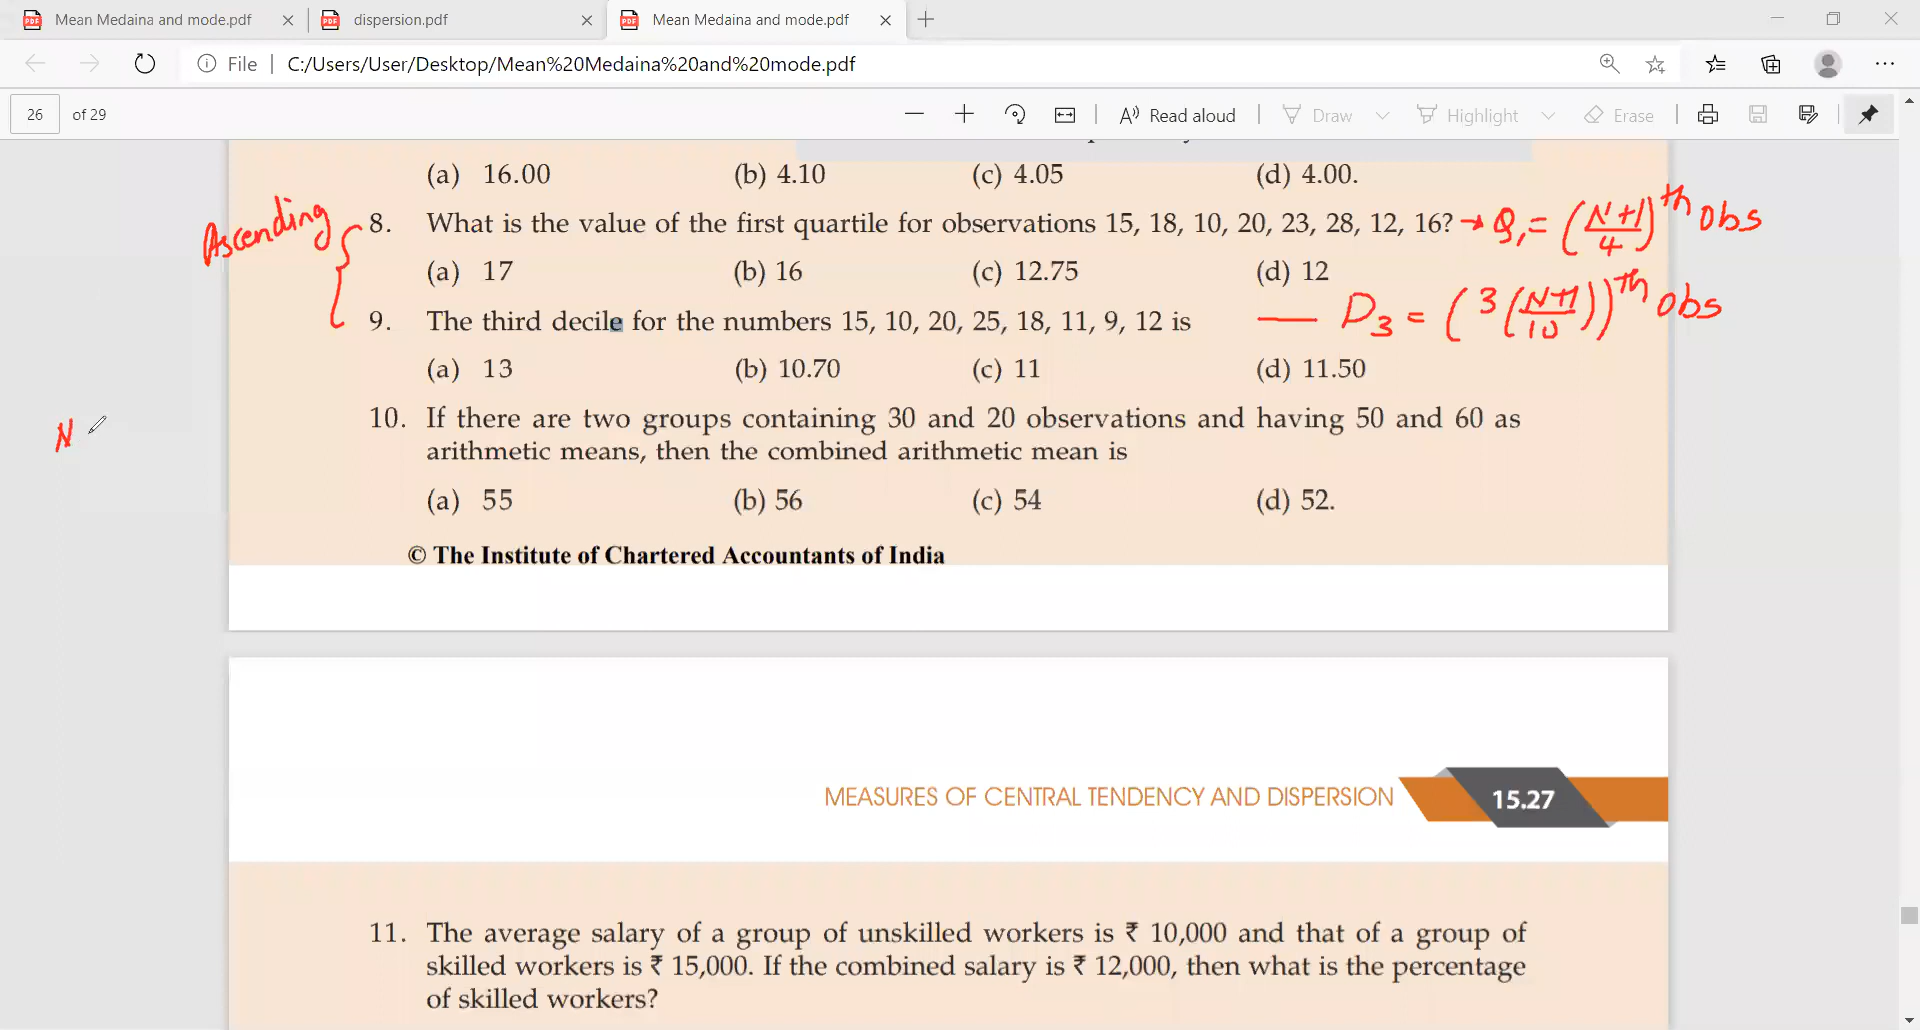 Mean Medaina and mode.pdf
dispersion.pdf
Mean Medaina and mode.pdf
File | C:/Users/User/Desktop/Mean%20Medaina%20and%20mode.pdf
26 of 29
Read aloud
Draw
Highlight
Erase
(a) 16.00 (b) 4.10 (c) 4.05 (d) 4.00.
Ascending
8. What is the value of the first quartile for observations 15, 18, 10, 20, 23, 28, 12, 16? → Q₁ = (N+1/4)th obs
(a) 17 (b) 16 (c) 12.75 (d) 12
9. The third decile for the numbers 15, 10, 20, 25, 18, 11, 9, 12 is — D₃ = (3(N+1/10))th obs
(a) 13 (b) 10.70 (c) 11 (d) 11.50
N
10. If there are two groups containing 30 and 20 observations and having 50 and 60 as
arithmetic means, then the combined arithmetic mean is
(a) 55 (b) 56 (c) 54 (d) 52.
© The Institute of Chartered Accountants of India
MEASURES OF CENTRAL TENDENCY AND DISPERSION 15.27
11. The average salary of a group of unskilled workers is ₹ 10,000 and that of a group of
skilled workers is ₹ 15,000. If the combined salary is ₹ 12,000, then what is the percentage
of skilled workers?